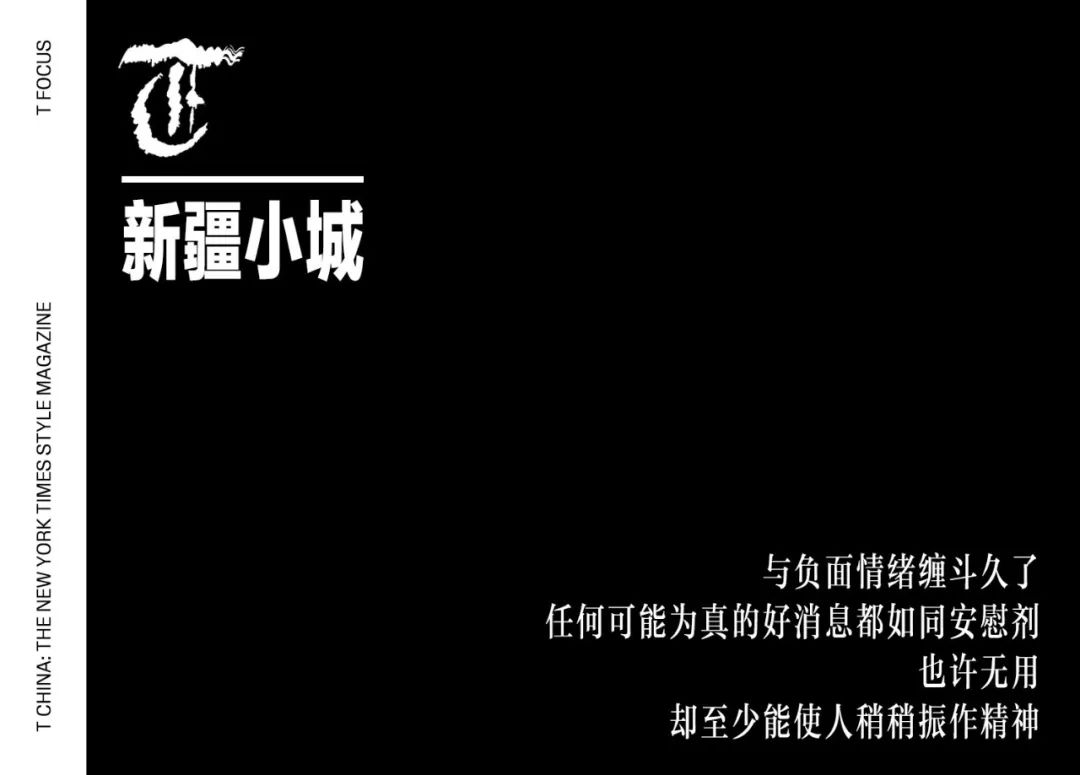 T FOCUS
T CHINA: THE NEW YORK TIMES STYLE MAGAZINE
T
新疆小城
与负面情绪缠斗久了
任何可能为真的好消息都如同安慰剂
也许无用
却至少能使人稍稍振作精神